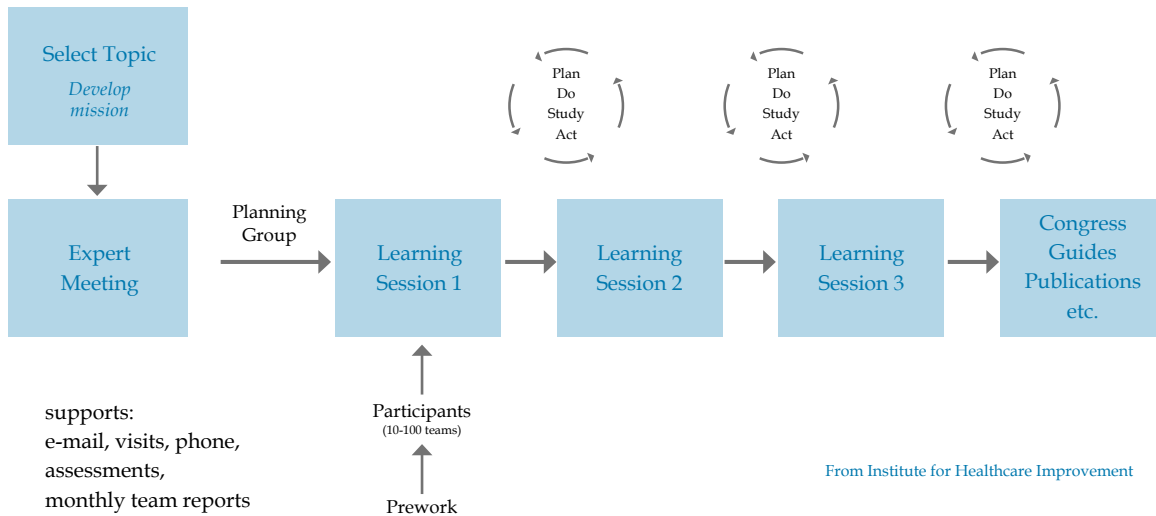 Select Topic
Develop
mission
Plan
Do
Study
Act
Plan
Do
Study
Act
Plan
Do
Study
Act
Expert
Meeting
Planning
Group
Learning
Session 1
Learning
Session 2
Learning
Session 3
Congress
Guides
Publications
etc.
Participants
(10-100 teams)
Prework
supports:
e-mail, visits, phone,
assessments,
monthly team reports
From Institute for Healthcare Improvement